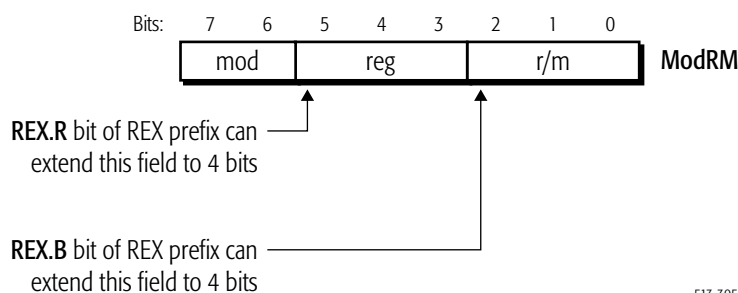 Bits: 7 6 5 4 3 2 1 0
mod reg r/m ModRM
REX.R bit of REX prefix can
extend this field to 4 bits
REX.B bit of REX prefix can
extend this field to 4 bits